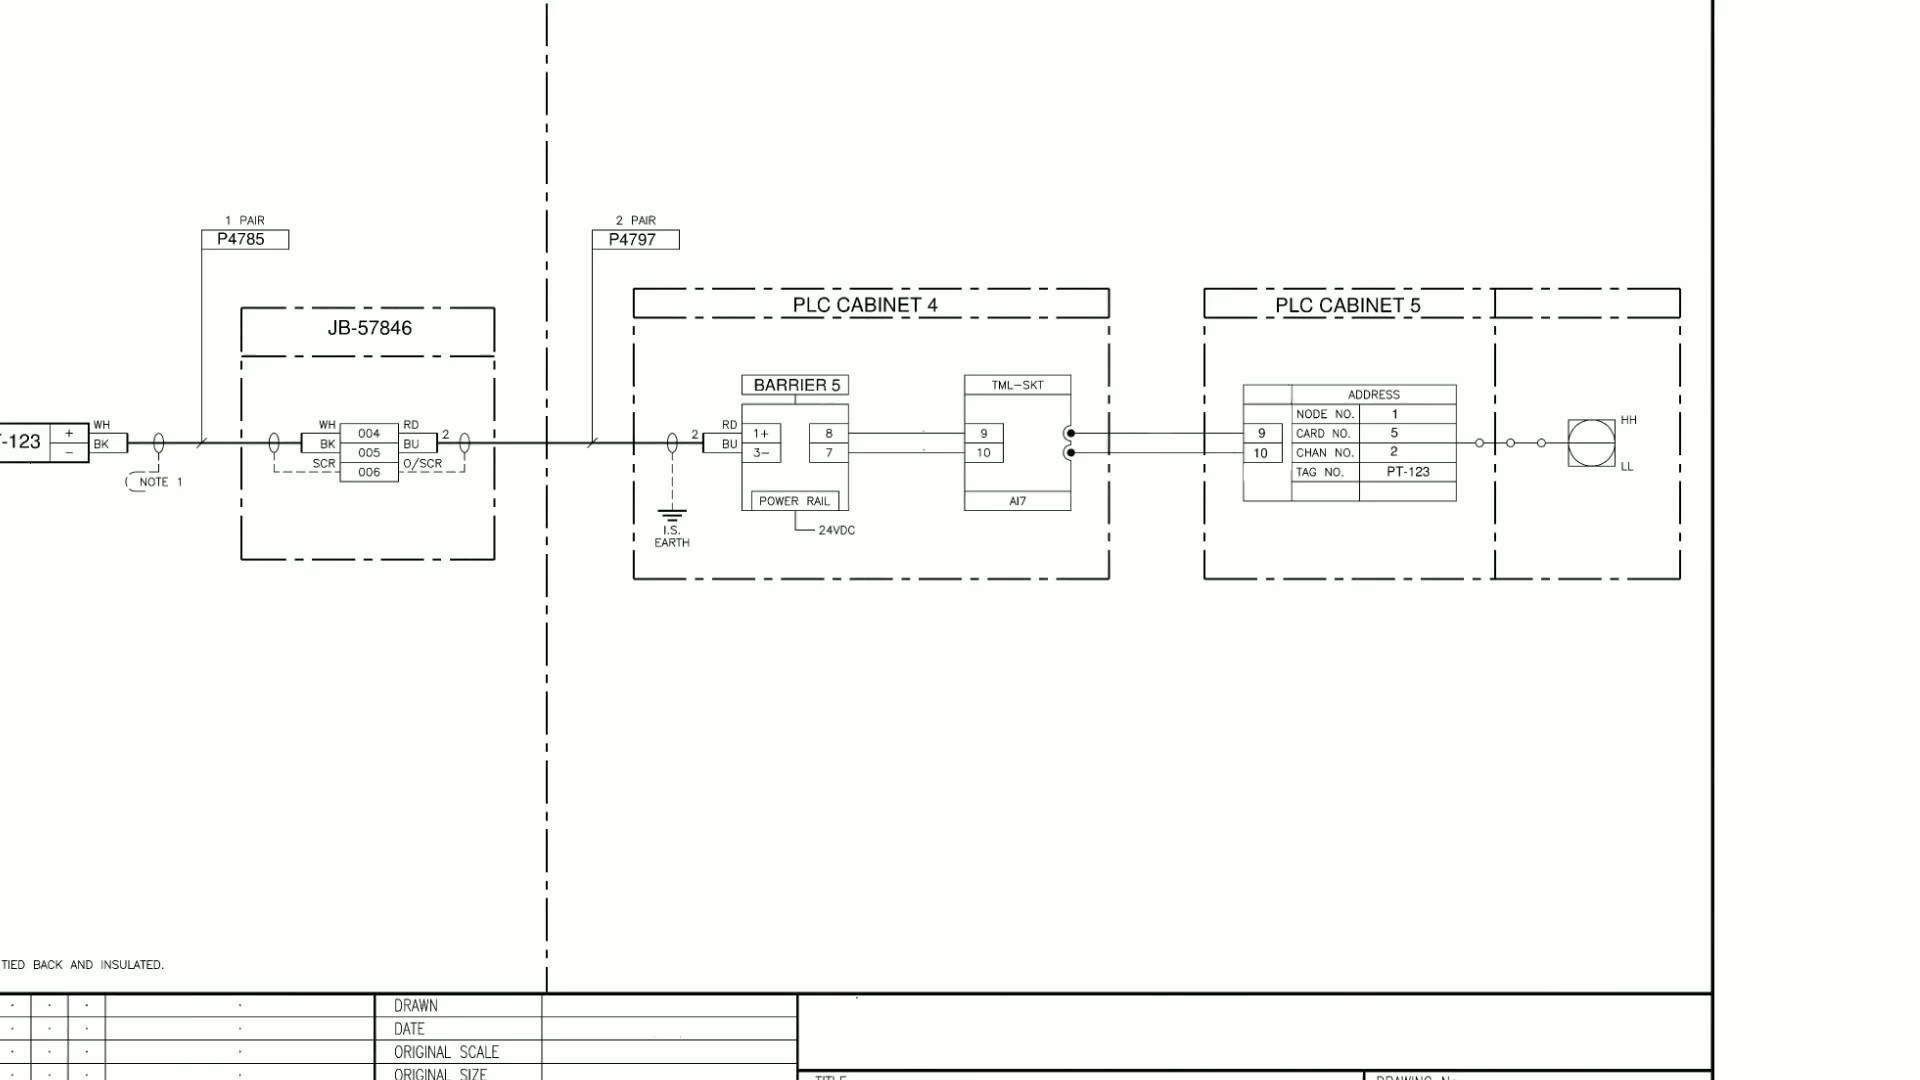 1 PAIR
P4785
2 PAIR
P4797
JB-57846
PLC CABINET 4
PLC CABINET 5
-123
+
−
WH
BK
NOTE 1
WH
BK
SCR
004
005
006
RD
BU
O/SCR
2
I.S.
EARTH
2
RD
BU
BARRIER 5
1+
3−
8
7
POWER RAIL
24VDC
TML-SKT
9
10
AI7
9
10
ADDRESS
NODE NO. 1
CARD NO. 5
CHAN NO. 2
TAG NO. PT-123
HH
LL
TIED BACK AND INSULATED.
DRAWN
DATE
ORIGINAL SCALE
ORIGINAL SIZE
TITLE